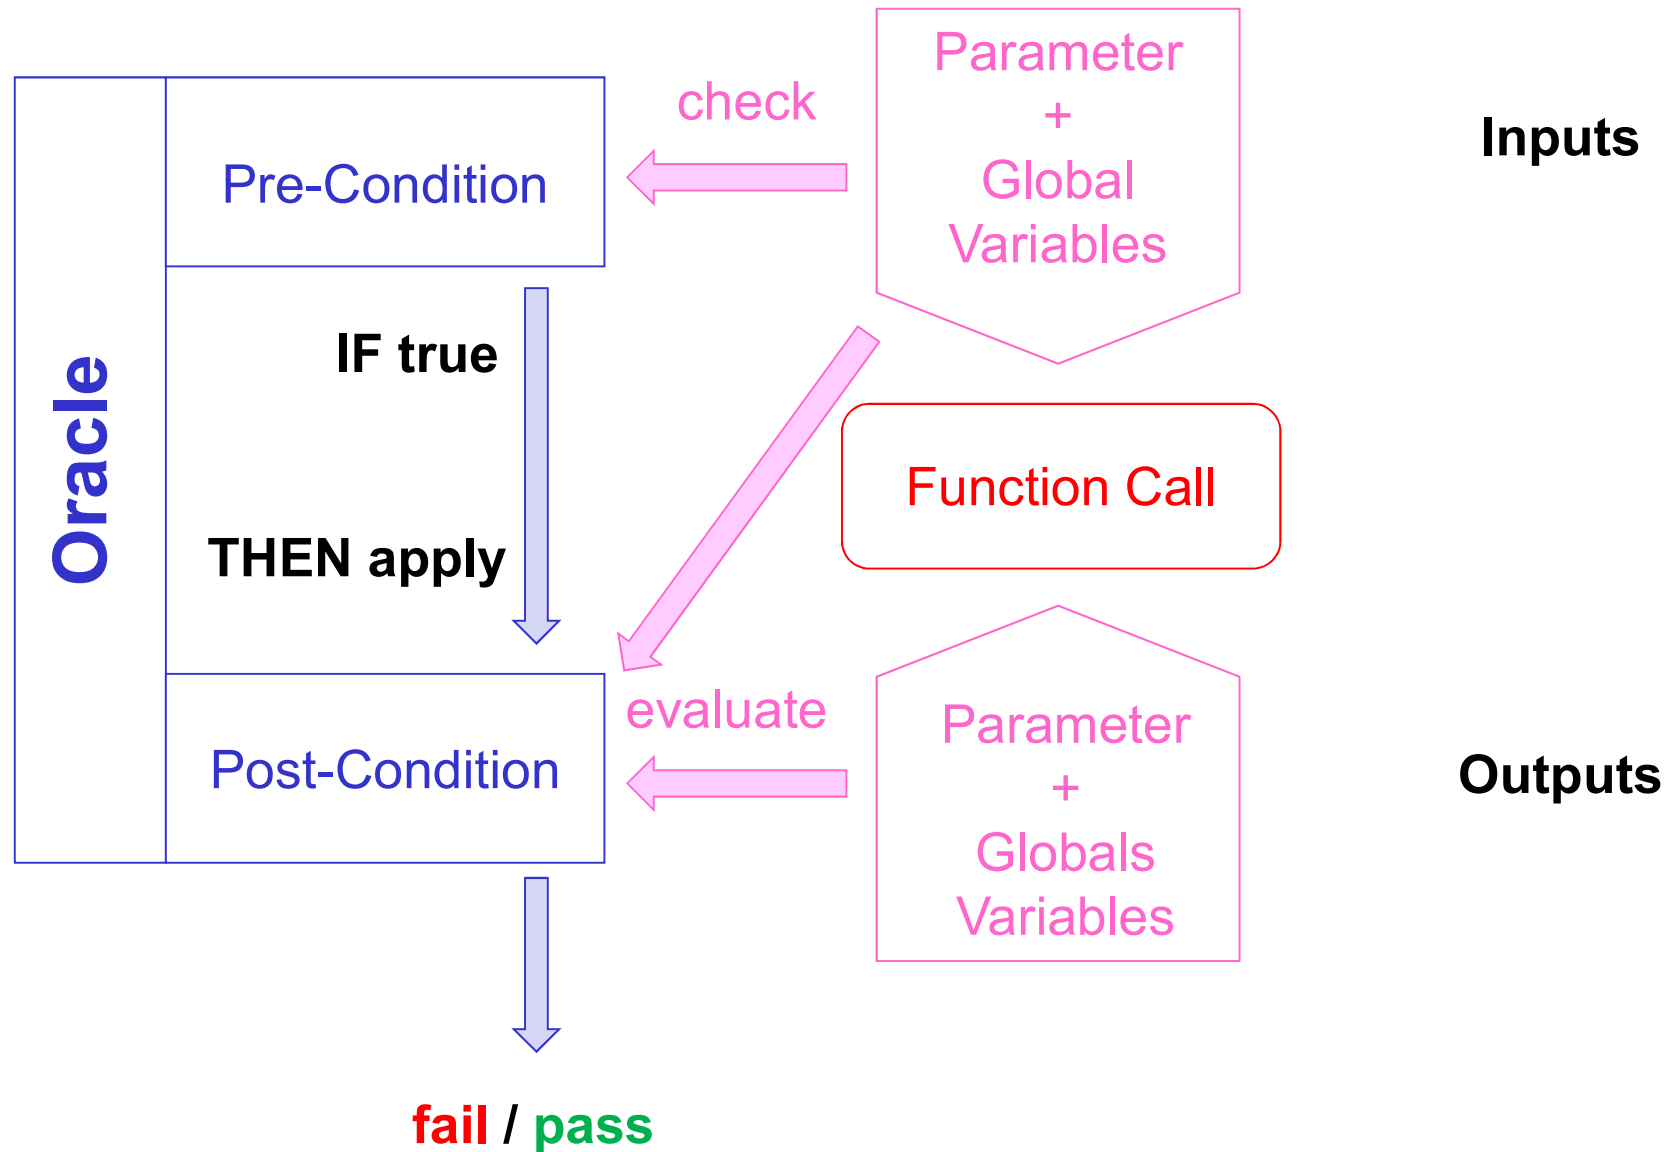 Parameter
+
Global
Variables
check
Inputs
Pre-Condition
IF true
Oracle
Function Call
THEN apply
evaluate
Parameter
+
Globals
Variables
Post-Condition
Outputs
fail / pass